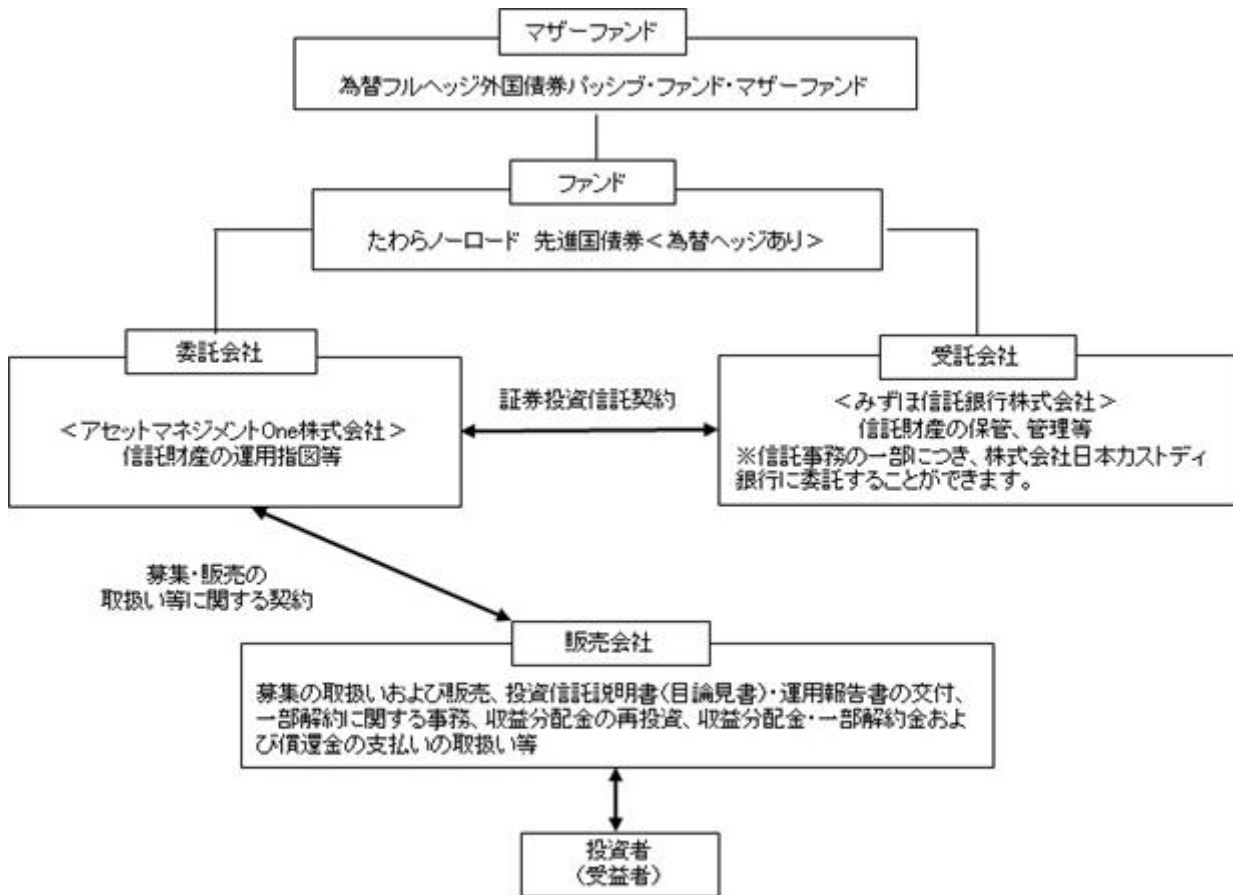 マザーファンド
為替フルヘッジ外国債券パッシブ・ファンド・マザーファンド
ファンド
たわらノーロード 先進国債券<為替ヘッジあり>
委託会社
<アセットマネジメントOne株式会社>
信託財産の運用指図等
証券投資信託契約
受託会社
<みずほ信託銀行株式会社>
信託財産の保管、管理等
※信託事務の一部につき、株式会社日本カストディ
銀行に委託することができます。
募集・販売の
取扱い等に関する契約
販売会社
募集の取扱いおよび販売、投資信託説明書(目論見書)・運用報告書の交付、
一部解約に関する事務、収益分配金の再投資、収益分配金・一部解約金およ
び償還金の支払いの取扱い等
投資者
(受益者)